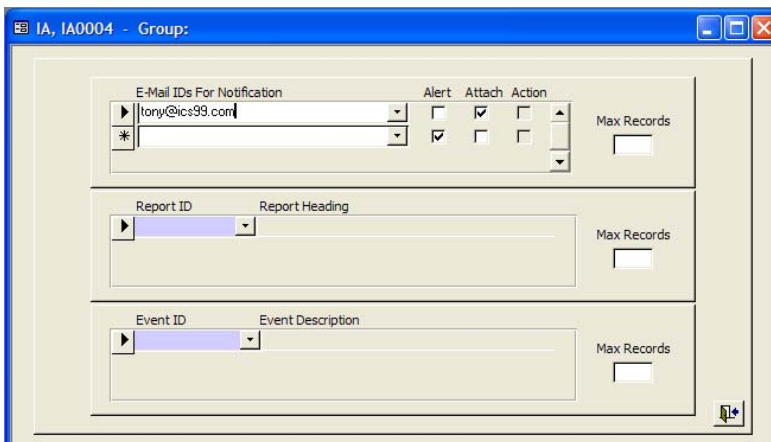 IA, IA0004 - Group:
E-Mail IDs For Notification Alert Attach Action
tony@ics99.com
Max Records
Report ID Report Heading
Max Records
Event ID Event Description
Max Records